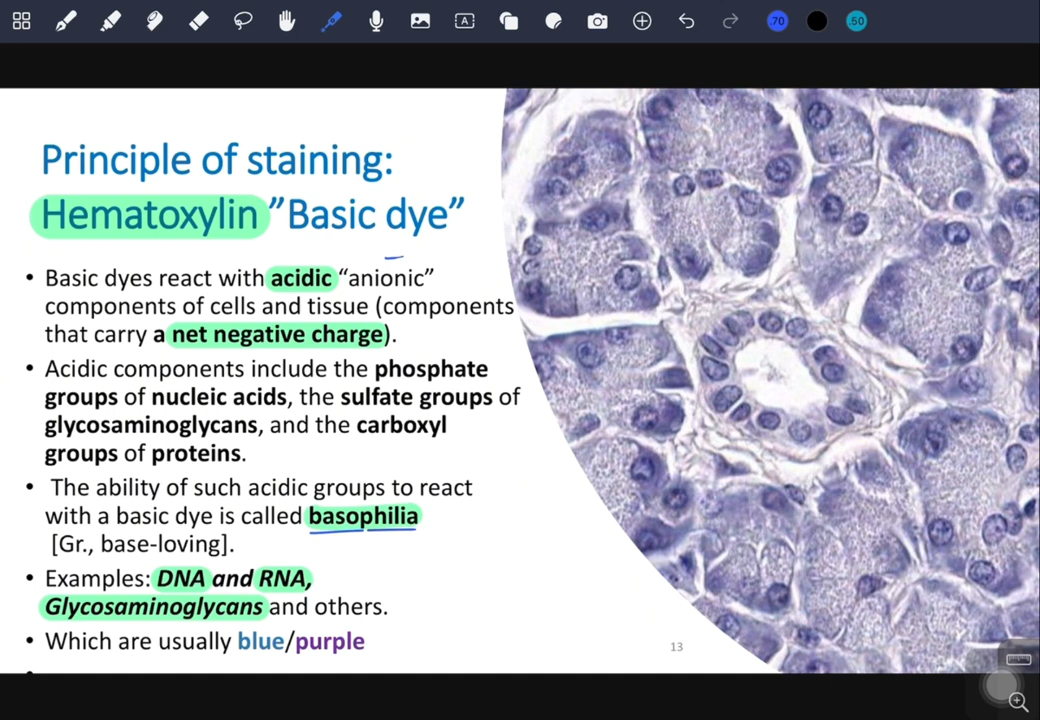 .70
.50
A
Principle of staining:
Hematoxylin ”Basic dye”
• Basic dyes react with acidic “anionic”
components of cells and tissue (components
that carry a net negative charge).
• Acidic components include the phosphate
groups of nucleic acids, the sulfate groups of
glycosaminoglycans, and the carboxyl
groups of proteins.
• The ability of such acidic groups to react
with a basic dye is called basophilia
[Gr., base-loving].
• Examples: DNA and RNA,
Glycosaminoglycans and others.
• Which are usually blue/purple
13